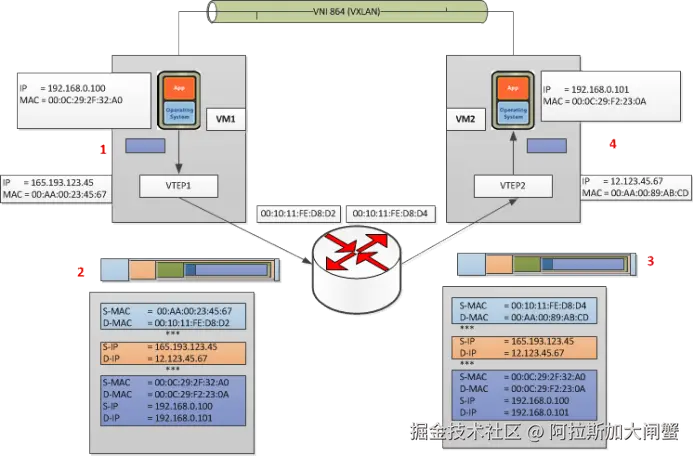 VNI 864 (VXLAN)
IP = 192.168.0.100
MAC = 00:0C:29:2F:32:A0
App
Operating
System
VM1
1
VTEP1
IP = 165.193.123.45
MAC = 00:AA:00:23:45:67
IP = 192.168.0.101
MAC = 00:0C:29:F2:23:0A
App
Operating
System
VM2
4
VTEP2
IP = 12.123.45.67
MAC = 00:AA:00:89:AB:CD
00:10:11:FE:D8:D2
00:10:11:FE:D8:D4
2
S-MAC = 00:AA:00:23:45:67
D-MAC = 00:10:11:FE:D8:D2
***
S-IP = 165.193.123.45
D-IP = 12.123.45.67
***
S-MAC = 00:0C:29:2F:32:A0
D-MAC = 00:0C:29:F2:23:0A
S-IP = 192.168.0.100
D-IP = 192.168.0.101
3
S-MAC = 00:10:11:FE:D8:D4
D-MAC = 00:AA:00:89:AB:CD
***
S-IP = 165.193.123.45
D-IP = 12.123.45.67
***
S-MAC = 00:0C:29:2F:32:A0
D-MAC = 00:0C:29:F2:23:0A
S-IP = 192.168.0.100
D-IP = 192.168.0.101
掘金技术社区 @ 阿拉斯加大闸蟹